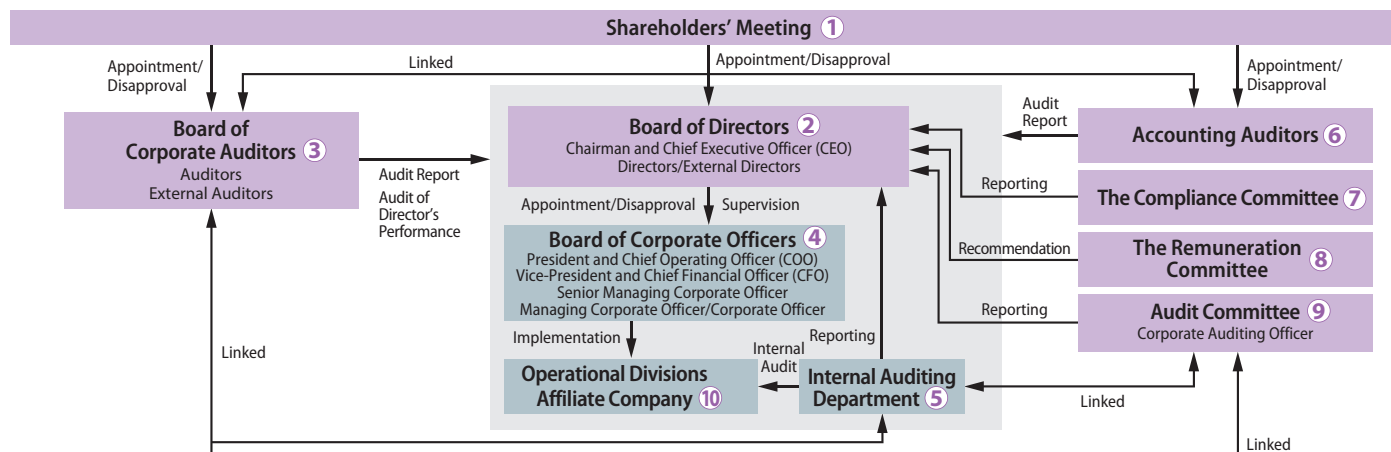 Shareholders' Meeting 1
Appointment/
Disapproval
Linked
Appointment/Disapproval
Appointment/
Disapproval
Board of
Corporate Auditors 3
Auditors
External Auditors
Audit Report
Audit of
Director's
Performance
Board of Directors 2
Chairman and Chief Executive Officer (CEO)
Directors/External Directors
Audit
Report
Accounting Auditors 6
Reporting
The Compliance Committee 7
Appointment/Disapproval
Supervision
Board of Corporate Officers 4
President and Chief Operating Officer (COO)
Vice-President and Chief Financial Officer (CFO)
Senior Managing Corporate Officer
Managing Corporate Officer/Corporate Officer
Recommendation
The Remuneration
Committee 8
Reporting
Audit Committee 9
Corporate Auditing Officer
Implementation
Reporting
Internal
Audit
Linked
Operational Divisions
Affiliate Company 10
Internal Auditing
Department 5
Linked
Linked